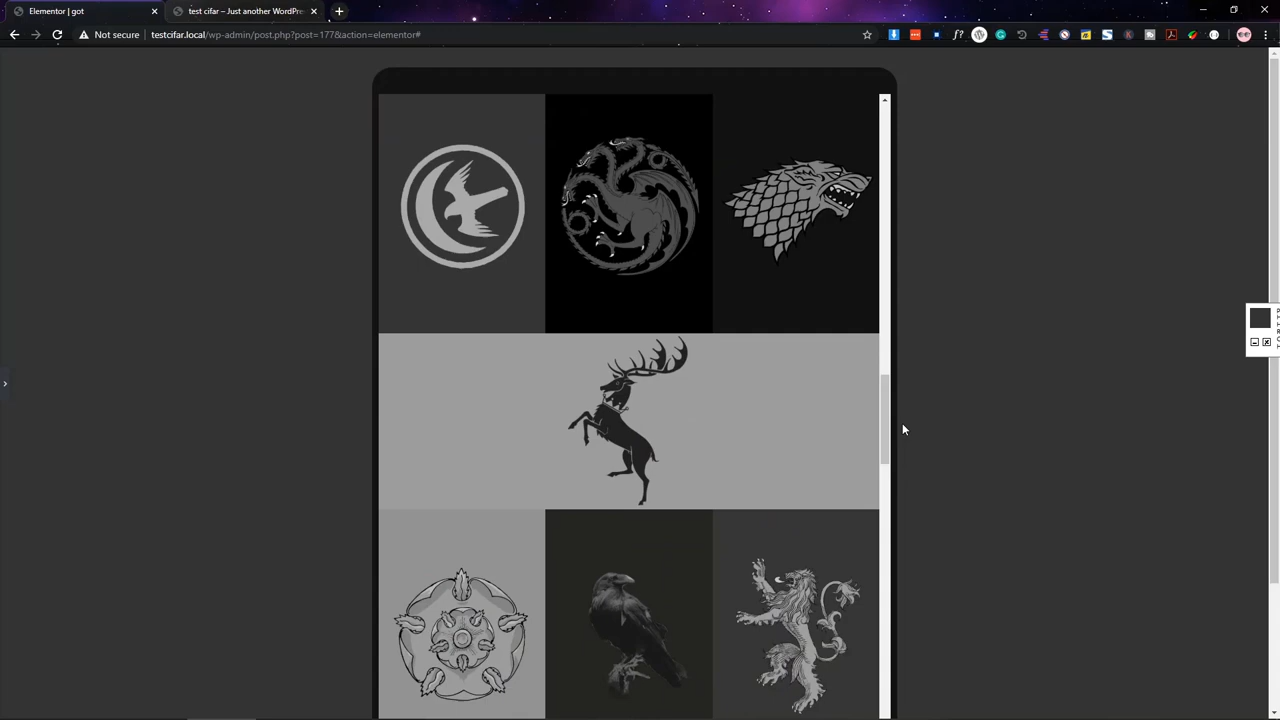 Elementor | got
test cifar – Just another WordPre
Not secure
testcifar.local/wp-admin/post.php?post=177&action=elementor#
f?